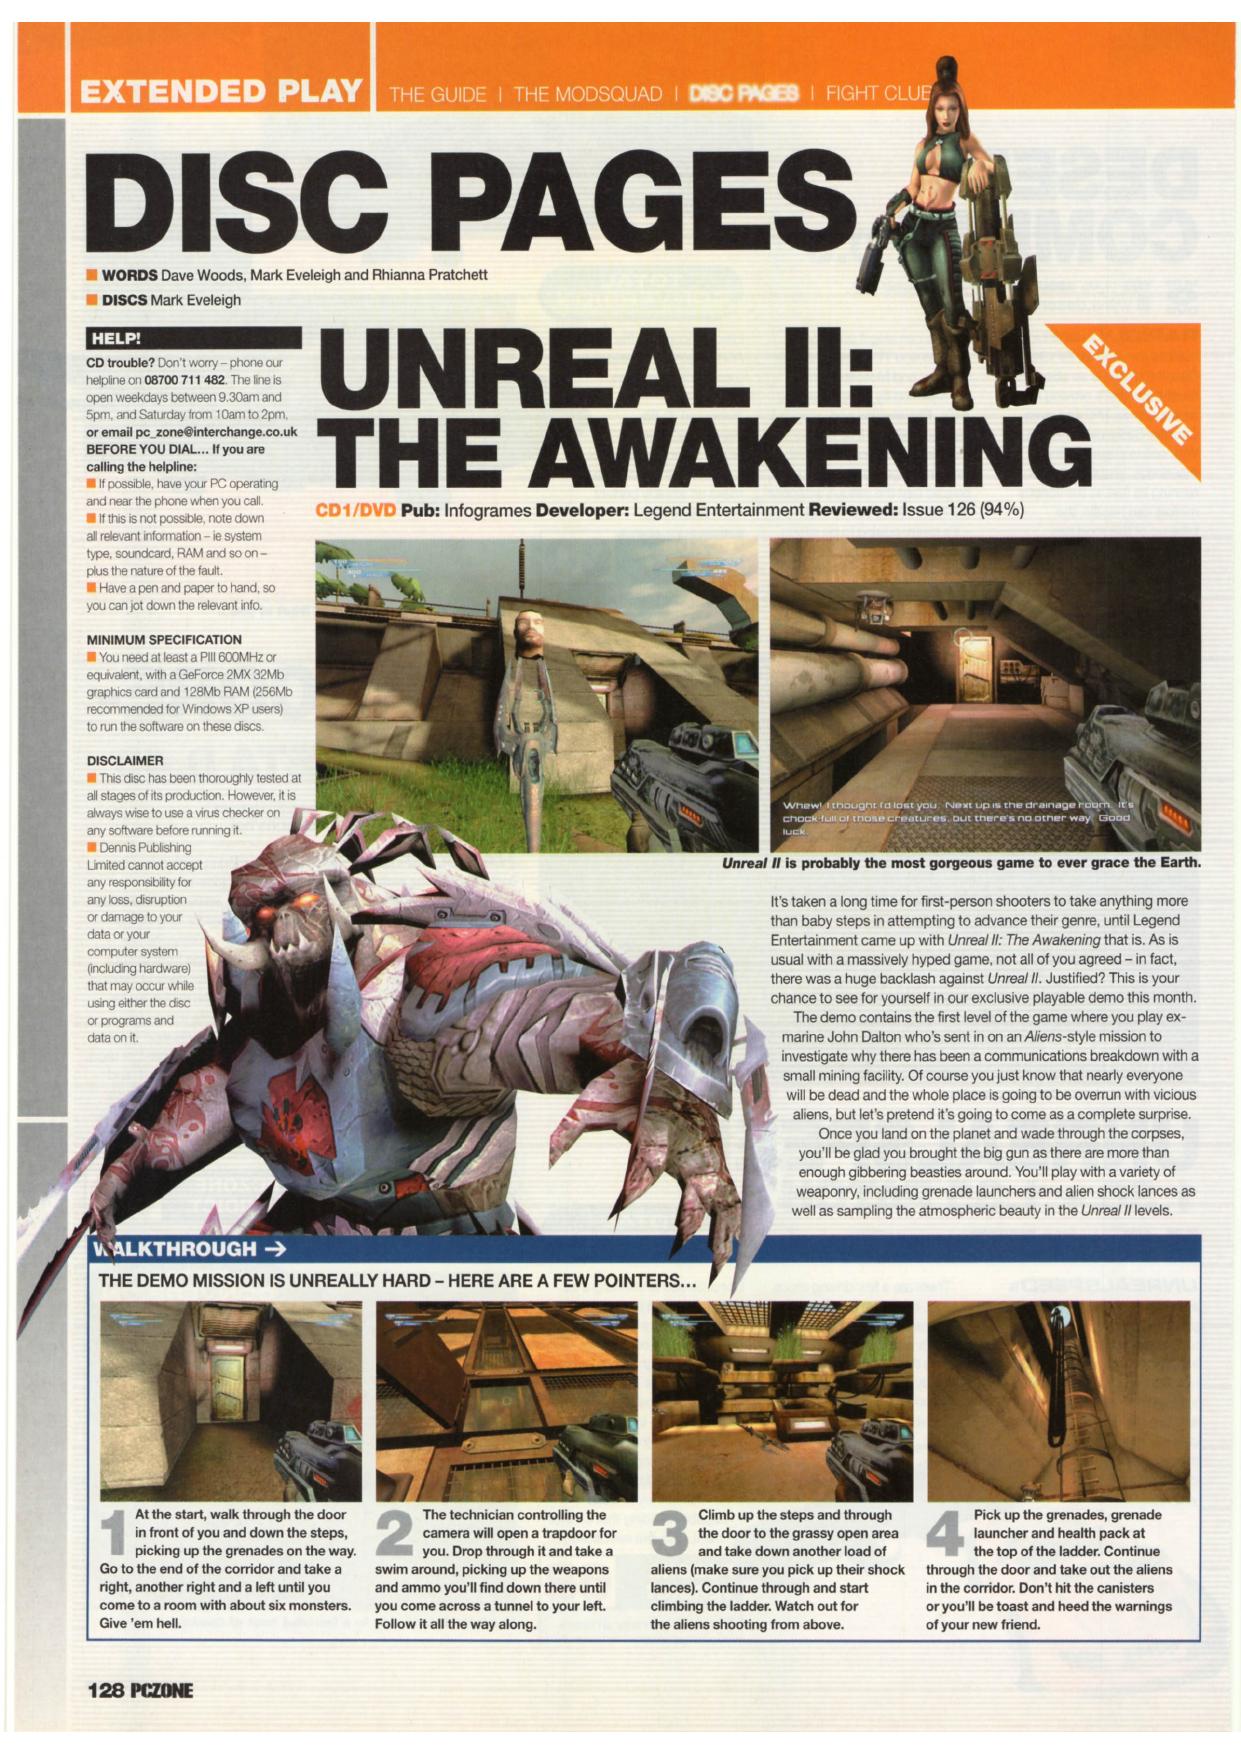 EXTENDED PLAY
THE GUIDE | THE MODSQUAD | DISC PAGES | FIGHT CLUB
DISC PAGES
WORDS Dave Woods, Mark Eveleigh and Rhianna Pratchett
DISCS Mark Eveleigh
HELP!
CD trouble? Don't worry – phone our
helpline on 08700 711 482. The line is
open weekdays between 9.30am and
5pm, and Saturday from 10am to 2pm,
or email pc_zone@interchange.co.uk
BEFORE YOU DIAL... If you are
calling the helpline:
If possible, have your PC operating
and near the phone when you call.
If this is not possible, note down
all relevant information – ie system
type, soundcard, RAM and so on –
plus the nature of the fault.
Have a pen and paper to hand, so
you can jot down the relevant info.
MINIMUM SPECIFICATION
You need at least a PIII 600MHz or
equivalent, with a GeForce 2MX 32Mb
graphics card and 128Mb RAM (256Mb
recommended for Windows XP users)
to run the software on these discs.
DISCLAIMER
This disc has been thoroughly tested at
all stages of its production. However, it is
always wise to use a virus checker on
any software before running it.
Dennis Publishing
Limited cannot accept
any responsibility for
any loss, disruption
or damage to your
data or your
computer system
(including hardware)
that may occur while
using either the disc
or programs and
data on it.
UNREAL II:
THE AWAKENING
EXCLUSIVE
CD1/DVD Pub: Infogrames Developer: Legend Entertainment Reviewed: Issue 126 (94%)
Whew! I thought I'd lost you. Next up is the drainage room. It's
chock-full of those creatures, but there's no other way. Good
luck.
Unreal II is probably the most gorgeous game to ever grace the Earth.
It's taken a long time for first-person shooters to take anything more
than baby steps in attempting to advance their genre, until Legend
Entertainment came up with Unreal II: The Awakening that is. As is
usual with a massively hyped game, not all of you agreed – in fact,
there was a huge backlash against Unreal II. Justified? This is your
chance to see for yourself in our exclusive playable demo this month.
The demo contains the first level of the game where you play ex-
marine John Dalton who's sent in on an Aliens-style mission to
investigate why there has been a communications breakdown with a
small mining facility. Of course you just know that nearly everyone
will be dead and the whole place is going to be overrun with vicious
aliens, but let's pretend it's going to come as a complete surprise.
Once you land on the planet and wade through the corpses,
you'll be glad you brought the big gun as there are more than
enough gibbering beasties around. You'll play with a variety of
weaponry, including grenade launchers and alien shock lances as
well as sampling the atmospheric beauty in the Unreal II levels.
WALKTHROUGH →
THE DEMO MISSION IS UNREALLY HARD – HERE ARE A FEW POINTERS...
1 At the start, walk through the door
in front of you and down the steps,
picking up the grenades on the way.
Go to the end of the corridor and take a
right, another right and a left until you
come to a room with about six monsters.
Give 'em hell.
2 The technician controlling the
camera will open a trapdoor for
you. Drop through it and take a
swim around, picking up the weapons
and ammo you'll find down there until
you come across a tunnel to your left.
Follow it all the way along.
3 Climb up the steps and through
the door to the grassy open area
and take down another load of
aliens (make sure you pick up their shock
lances). Continue through and start
climbing the ladder. Watch out for
the aliens shooting from above.
4 Pick up the grenades, grenade
launcher and health pack at
the top of the ladder. Continue
through the door and take out the aliens
in the corridor. Don't hit the canisters
or you'll be toast and heed the warnings
of your new friend.
128 PCZONE